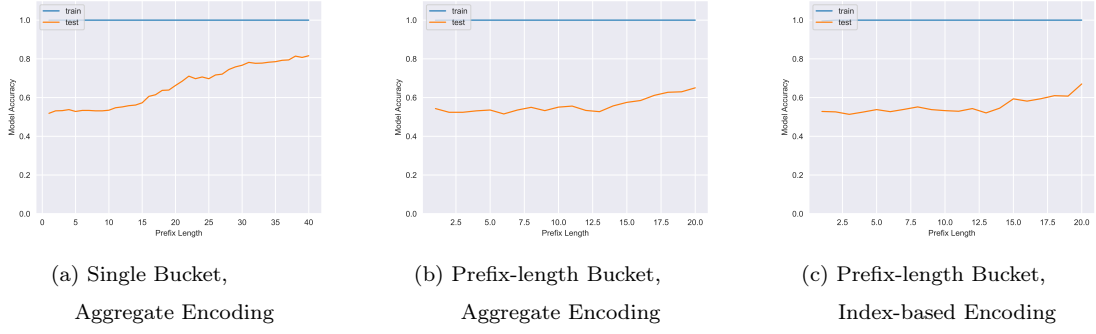 train
test
1.0
0.8
0.6
0.4
0.2
0.0
Model Accuracy
0 5 10 15 20 25 30 35 40
Prefix Length
(a) Single Bucket,
Aggregate Encoding
train
test
1.0
0.8
0.6
0.4
0.2
0.0
Model Accuracy
2.5 5.0 7.5 10.0 12.5 15.0 17.5 20.0
Prefix Length
(b) Prefix-length Bucket,
Aggregate Encoding
train
test
1.0
0.8
0.6
0.4
0.2
0.0
Model Accuracy
2.5 5.0 7.5 10.0 12.5 15.0 17.5 20.0
Prefix Length
(c) Prefix-length Bucket,
Index-based Encoding